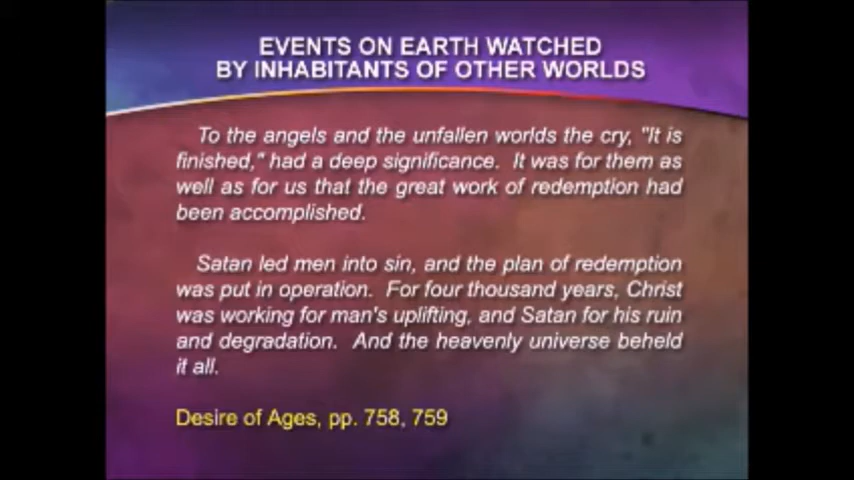 EVENTS ON EARTH WATCHED
BY INHABITANTS OF OTHER WORLDS
To the angels and the unfallen worlds the cry, "It is
finished," had a deep significance. It was for them as
well as for us that the great work of redemption had
been accomplished.
Satan led men into sin, and the plan of redemption
was put in operation. For four thousand years, Christ
was working for man's uplifting, and Satan for his ruin
and degradation. And the heavenly universe beheld
it all.
Desire of Ages, pp. 758, 759